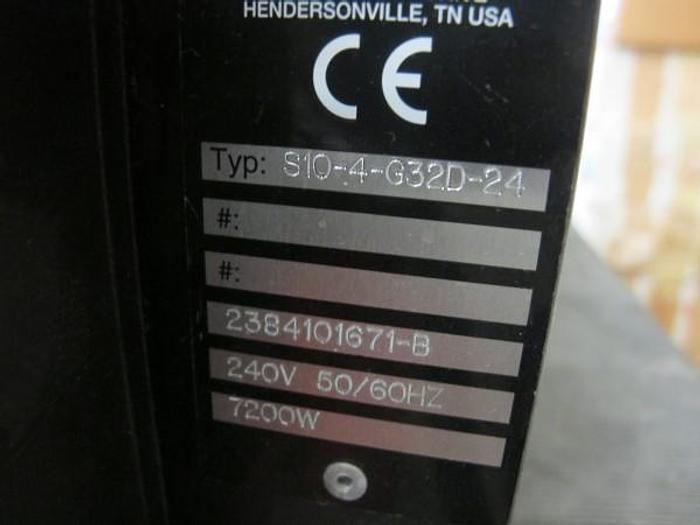 HENDERSONVILLE, TN USA
CE
Typ: S10-4-G32D-24
#:
#:
2384101671-B
240V 50/60HZ
7200W